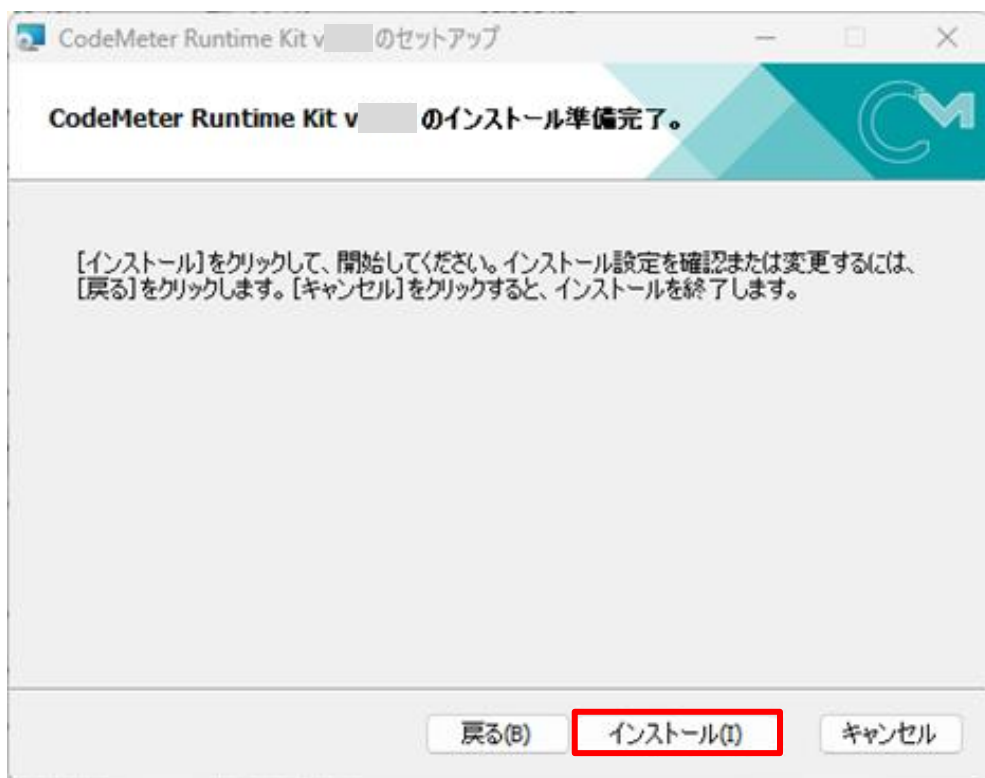 CodeMeter Runtime Kit v のセットアップ
CodeMeter Runtime Kit v のインストール準備完了。
[インストール]をクリックして、開始してください。インストール設定を確認または変更するには、
[戻る]をクリックします。[キャンセル]をクリックすると、インストールを終了します。
戻る(B) インストール(I) キャンセル